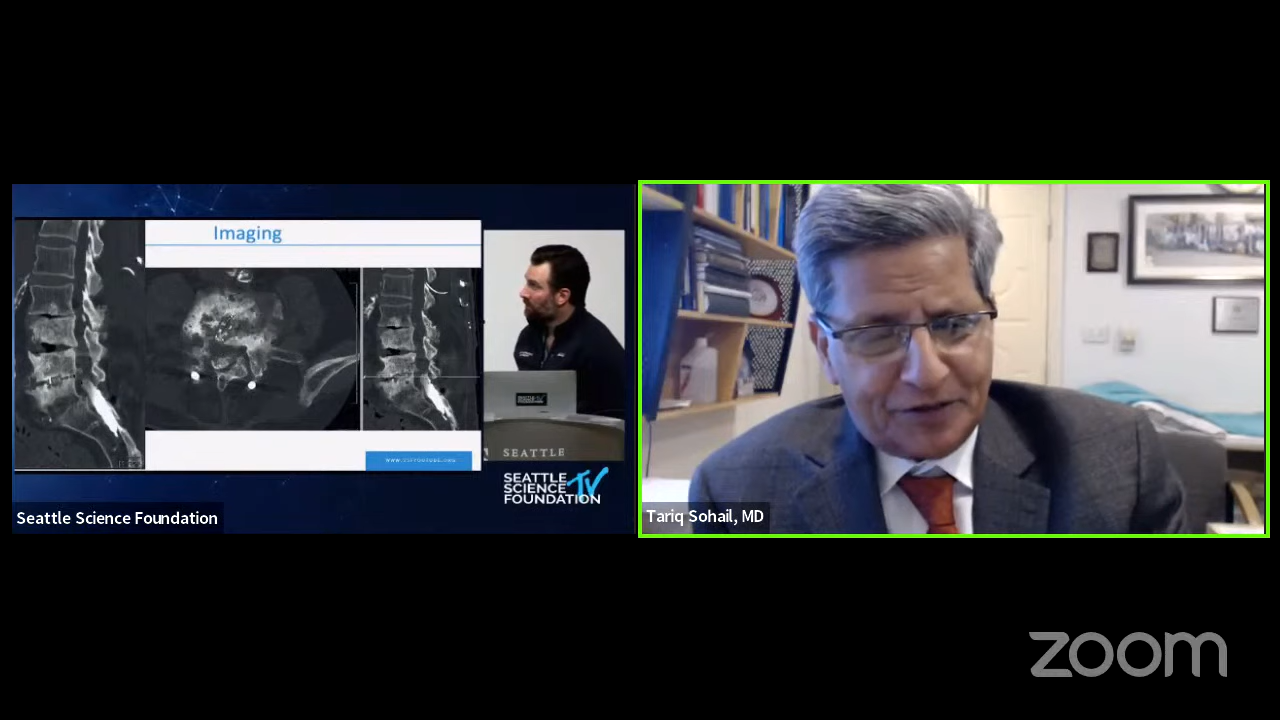 Imaging
SEATTLE
SEATTLE
SCIENCE
FOUNDATION
TV
Seattle Science Foundation
Tariq Sohail, MD
zoom